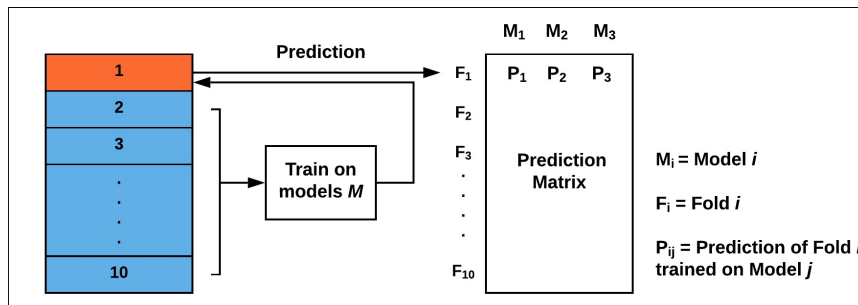 M₁ M₂ M₃
Prediction
1
F₁
P₁ P₂ P₃
2
F₂
3
F₃
Train on
models M
Prediction
Matrix
Mᵢ = Model i
Fᵢ = Fold i
Pᵢⱼ = Prediction of Fold
trained on Model j
10
F₁₀